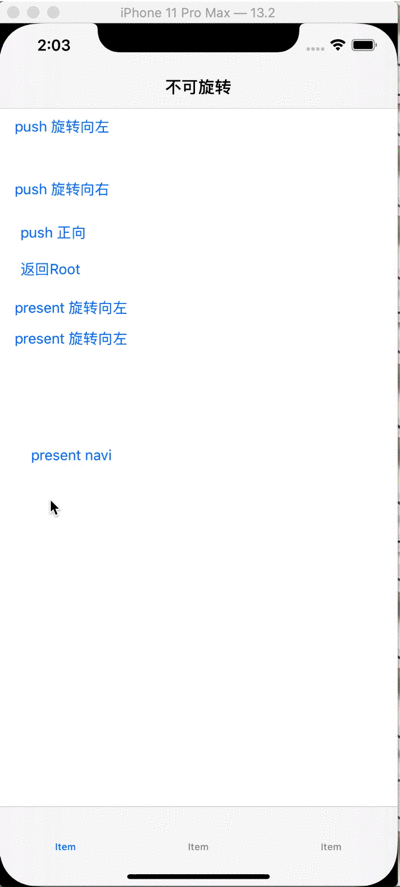 iPhone 11 Pro Max — 13.2
2:03
不可旋转
push 旋转向左
push 旋转向右
push 正向
返回Root
present 旋转向左
present 旋转向左
present navi
Item Item Item